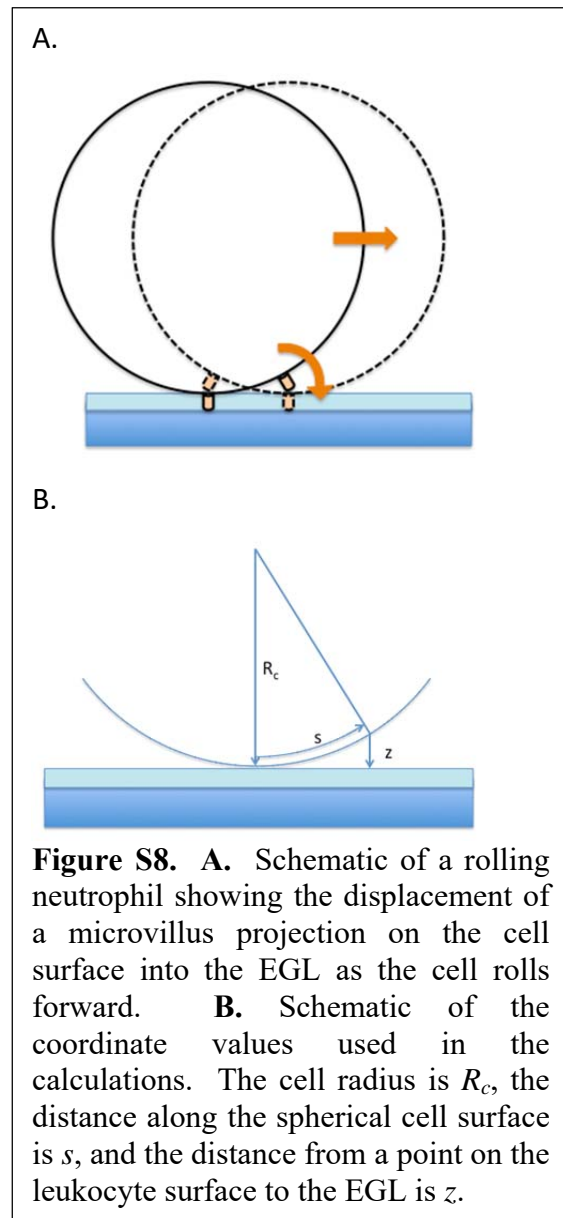 A.
B.
R_c
s
z
Figure S8. A. Schematic of a rolling
neutrophil showing the displacement of
a microvillus projection on the cell
surface into the EGL as the cell rolls
forward. B. Schematic of the
coordinate values used in the
calculations. The cell radius is R_c, the
distance along the spherical cell surface
is s, and the distance from a point on the
leukocyte surface to the EGL is z.